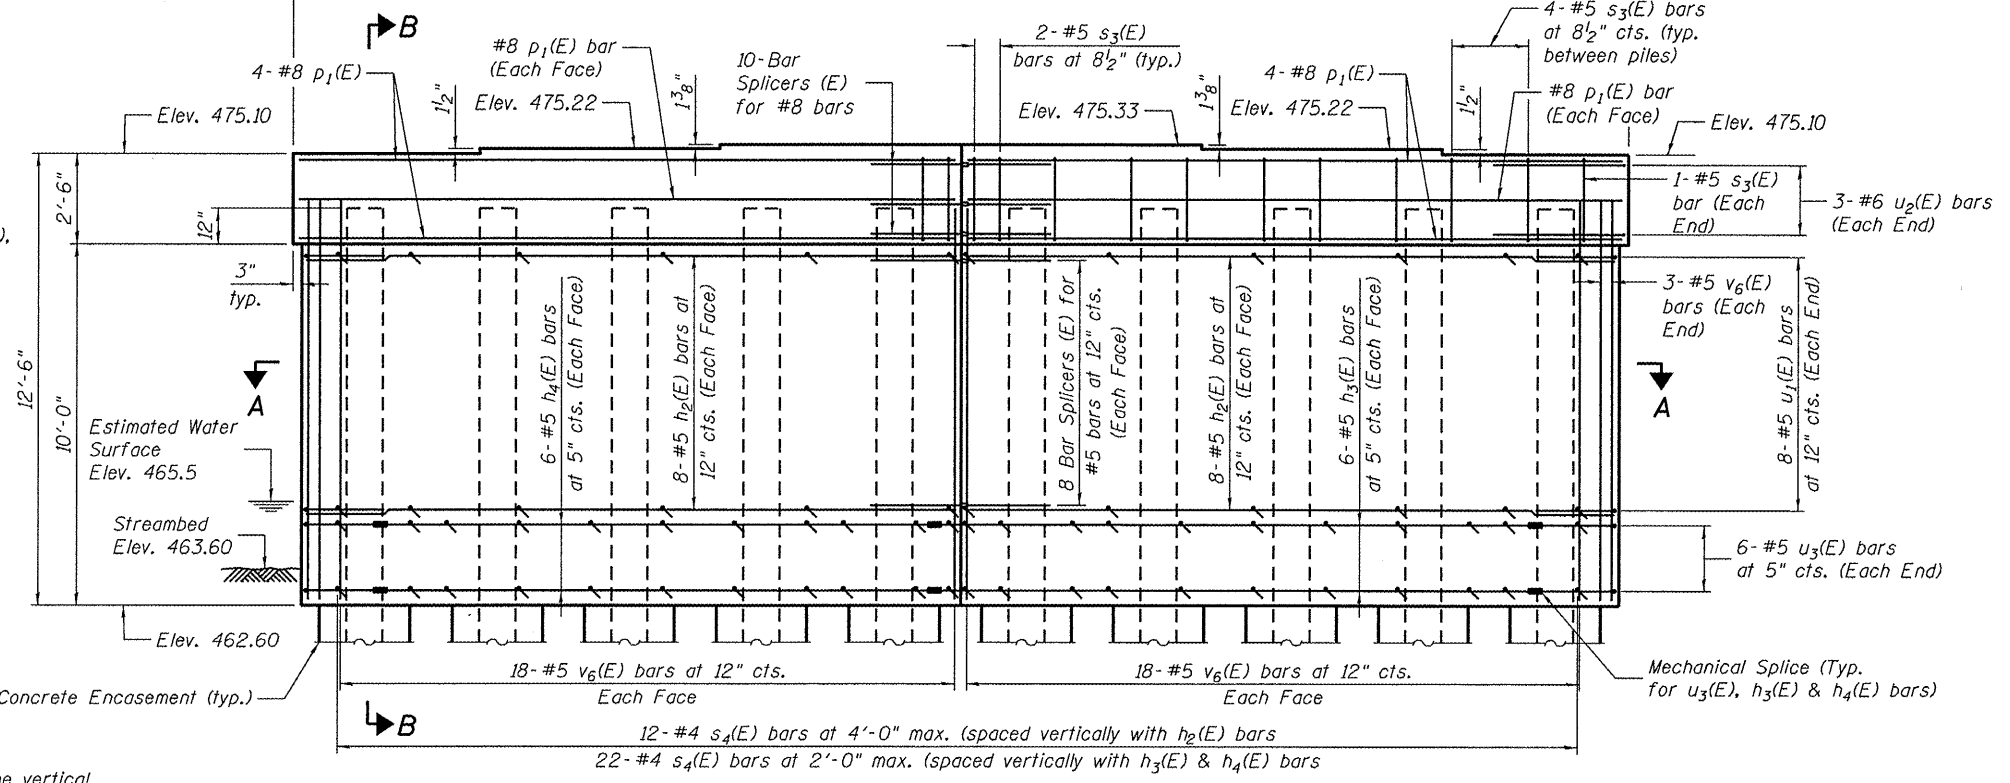 B
4- #5 s3(E) bars
at 8½" cts. (typ.
between piles)
#8 p1(E) bar
(Each Face)
2- #5 s3(E)
bars at 8½" (typ.)
4- #8 p1(E)
10-Bar
Splicers (E)
for #8 bars
4- #8 p1(E)
#8 p1(E) bar
(Each Face)
Elev. 475.10
1½"
Elev. 475.22
1⅜"
Elev. 475.33
1⅜"
Elev. 475.22
1½"
Elev. 475.10
2'-6"
12"
1- #5 s3(E)
bar (Each
End)
3- #6 u2(E) bars
(Each End)
),
3"
typ.
3- #5 v6(E)
bars (Each
End)
12'-6"
10'-0"
6- #5 h4(E) bars
at 5" cts. (Each Face)
8- #5 h2(E) bars at
12" cts. (Each Face)
8 Bar Splicers (E) for
#5 bars at 12" cts.
(Each Face)
8- #5 h2(E) bars at
12" cts. (Each Face)
6- #5 h3(E) bars
at 5" cts. (Each Face)
8- #5 u1(E) bars
at 12" cts. (Each End)
A
A
Estimated Water
Surface
Elev. 465.5
Streambed
Elev. 463.60
6- #5 u3(E) bars
at 5" cts. (Each End)
Elev. 462.60
18- #5 v6(E) bars at 12" cts.
Each Face
18- #5 v6(E) bars at 12" cts.
Each Face
Mechanical Splice (Typ.
for u3(E), h3(E) & h4(E) bars)
Concrete Encasement (typ.)
B
12- #4 s4(E) bars at 4'-0" max. (spaced vertically with h2(E) bars
22- #4 s4(E) bars at 2'-0" max. (spaced vertically with h3(E) & h4(E) bars
vertical